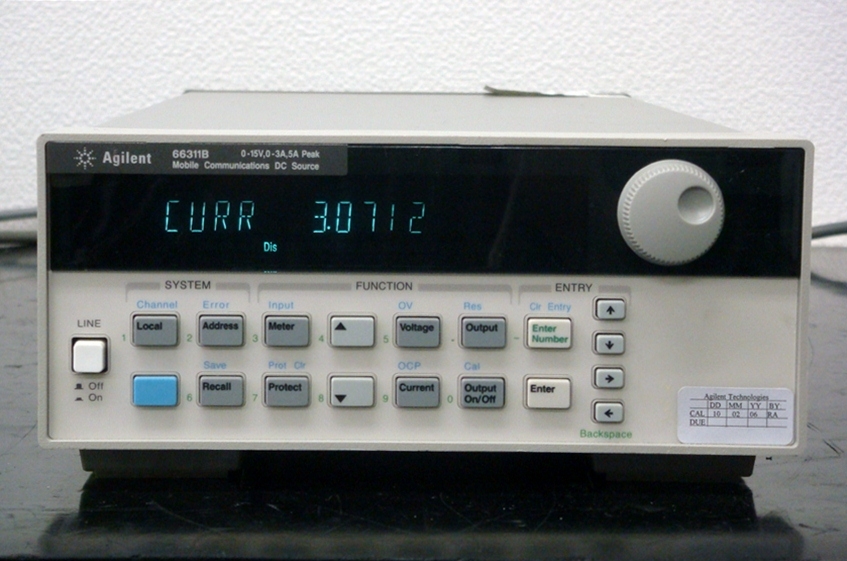 Agilent 66311B 0-15V,0-3A,5A Peak
Mobile Communications DC Source
CURR 3.0712
Dis
SYSTEM FUNCTION ENTRY
Channel Error Input OV Res Clr Entry
LINE
1 Local 2 Address 3 Meter 4 5 Voltage . Output - Enter Number
Off
On
Save Prot Clr OCP Cal
6 Recall 7 Protect 8 9 Current 0 Output On/Off Enter
Backspace
Agilent Technologies
DD MM YY BY
CAL 10 02 06 RA
DUE